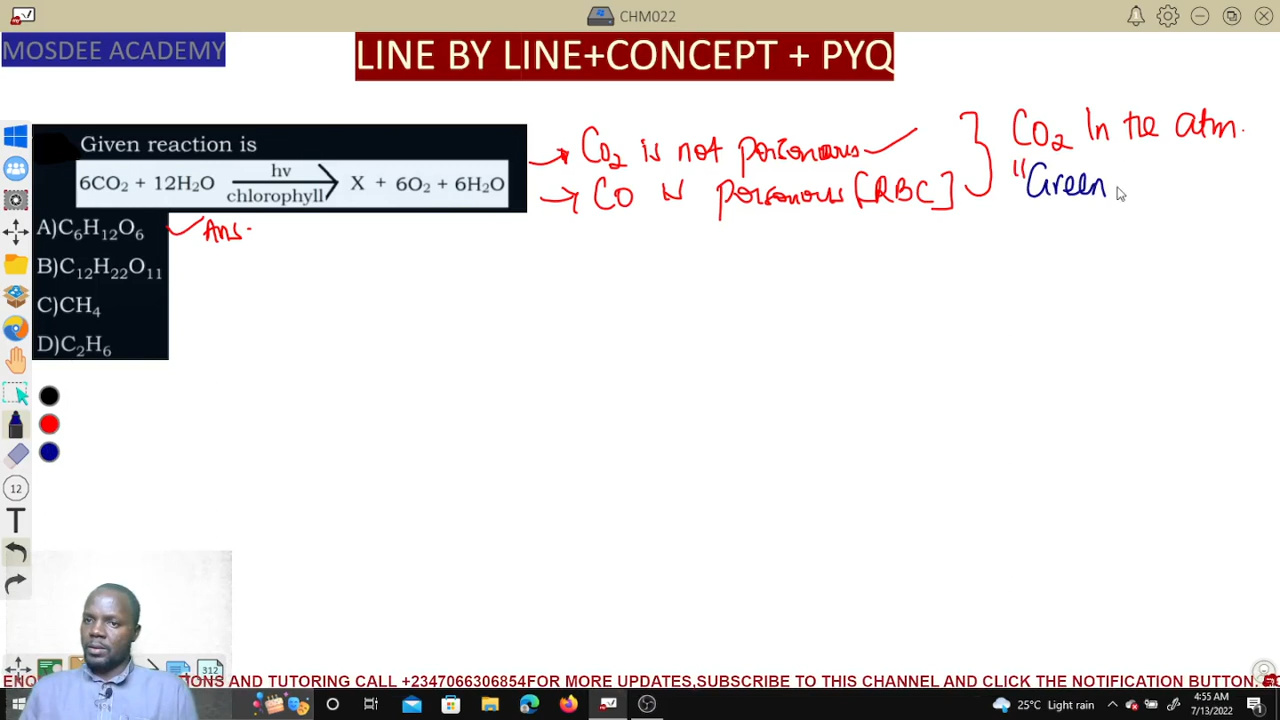 CHM022
MOSDEE ACADEMY
LINE BY LINE+CONCEPT + PYQ
Given reaction is
6CO₂ + 12H₂O hv chlorophyll X + 6O₂ + 6H₂O
A)C₆H₁₂O₆ Ans.
B)C₁₂H₂₂O₁₁
C)CH₄
D)C₂H₆
CO₂ is not poisonous
CO is poisonous [RBC]
CO₂ In the atm.
"Green
12
312
TIONS AND TUTORING CALL +2347066306854FOR MORE UPDATES,SUBSCRIBE TO THIS CHANNEL AND CLICK THE NOTIFICATION BUTTON,
25°C Light rain
4:55 AM
7/13/2022